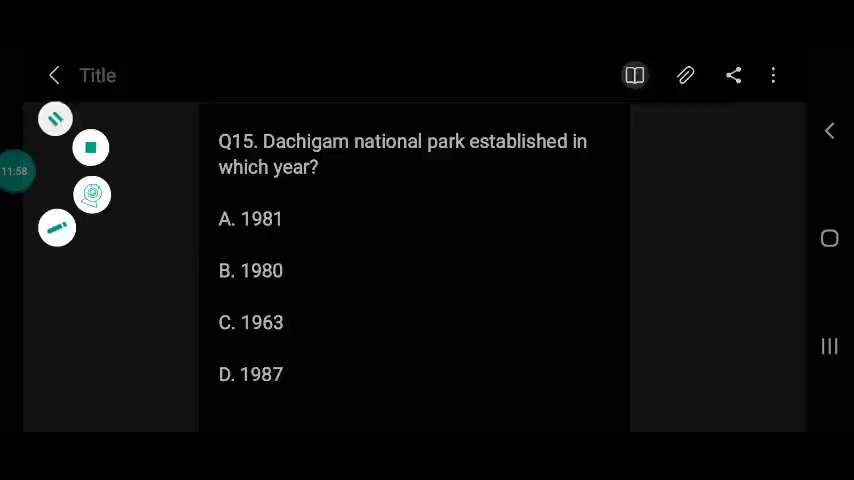 Title
11:58
Q15. Dachigam national park established in
which year?
A. 1981
B. 1980
C. 1963
D. 1987